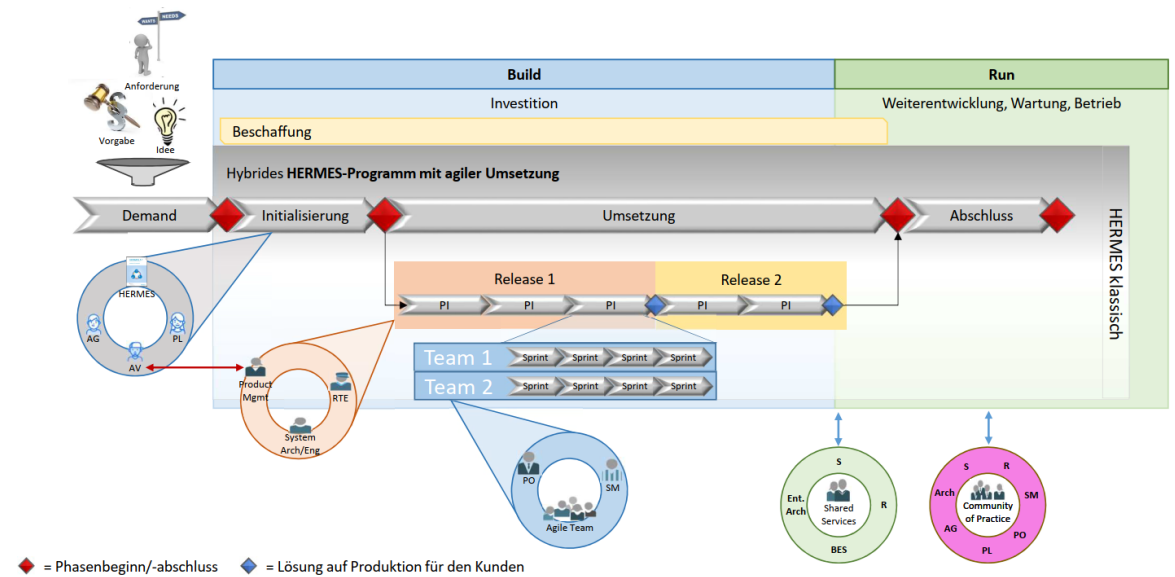 WANTS
NEEDS
Anforderung
Vorgabe
Idee
Build
Run
Investition
Weiterentwicklung, Wartung, Betrieb
Beschaffung
Hybrides HERMES-Programm mit agiler Umsetzung
Demand
Initialisierung
Umsetzung
Abschluss
HERMES klassisch
Release 1
Release 2
PI
PI
PI
PI
PI
HERMES
AG
PL
AV
Team 1
Sprint
Sprint
Sprint
Sprint
Team 2
Sprint
Sprint
Sprint
Sprint
Product
Mgmt
RTE
System
Arch/Eng
PO
SM
Agile Team
S
Ent.
Arch
Shared
Services
R
BES
S
R
Arch
SM
Community
of Practice
AG
PO
PL
= Phasenbeginn/-abschluss
= Lösung auf Produktion für den Kunden